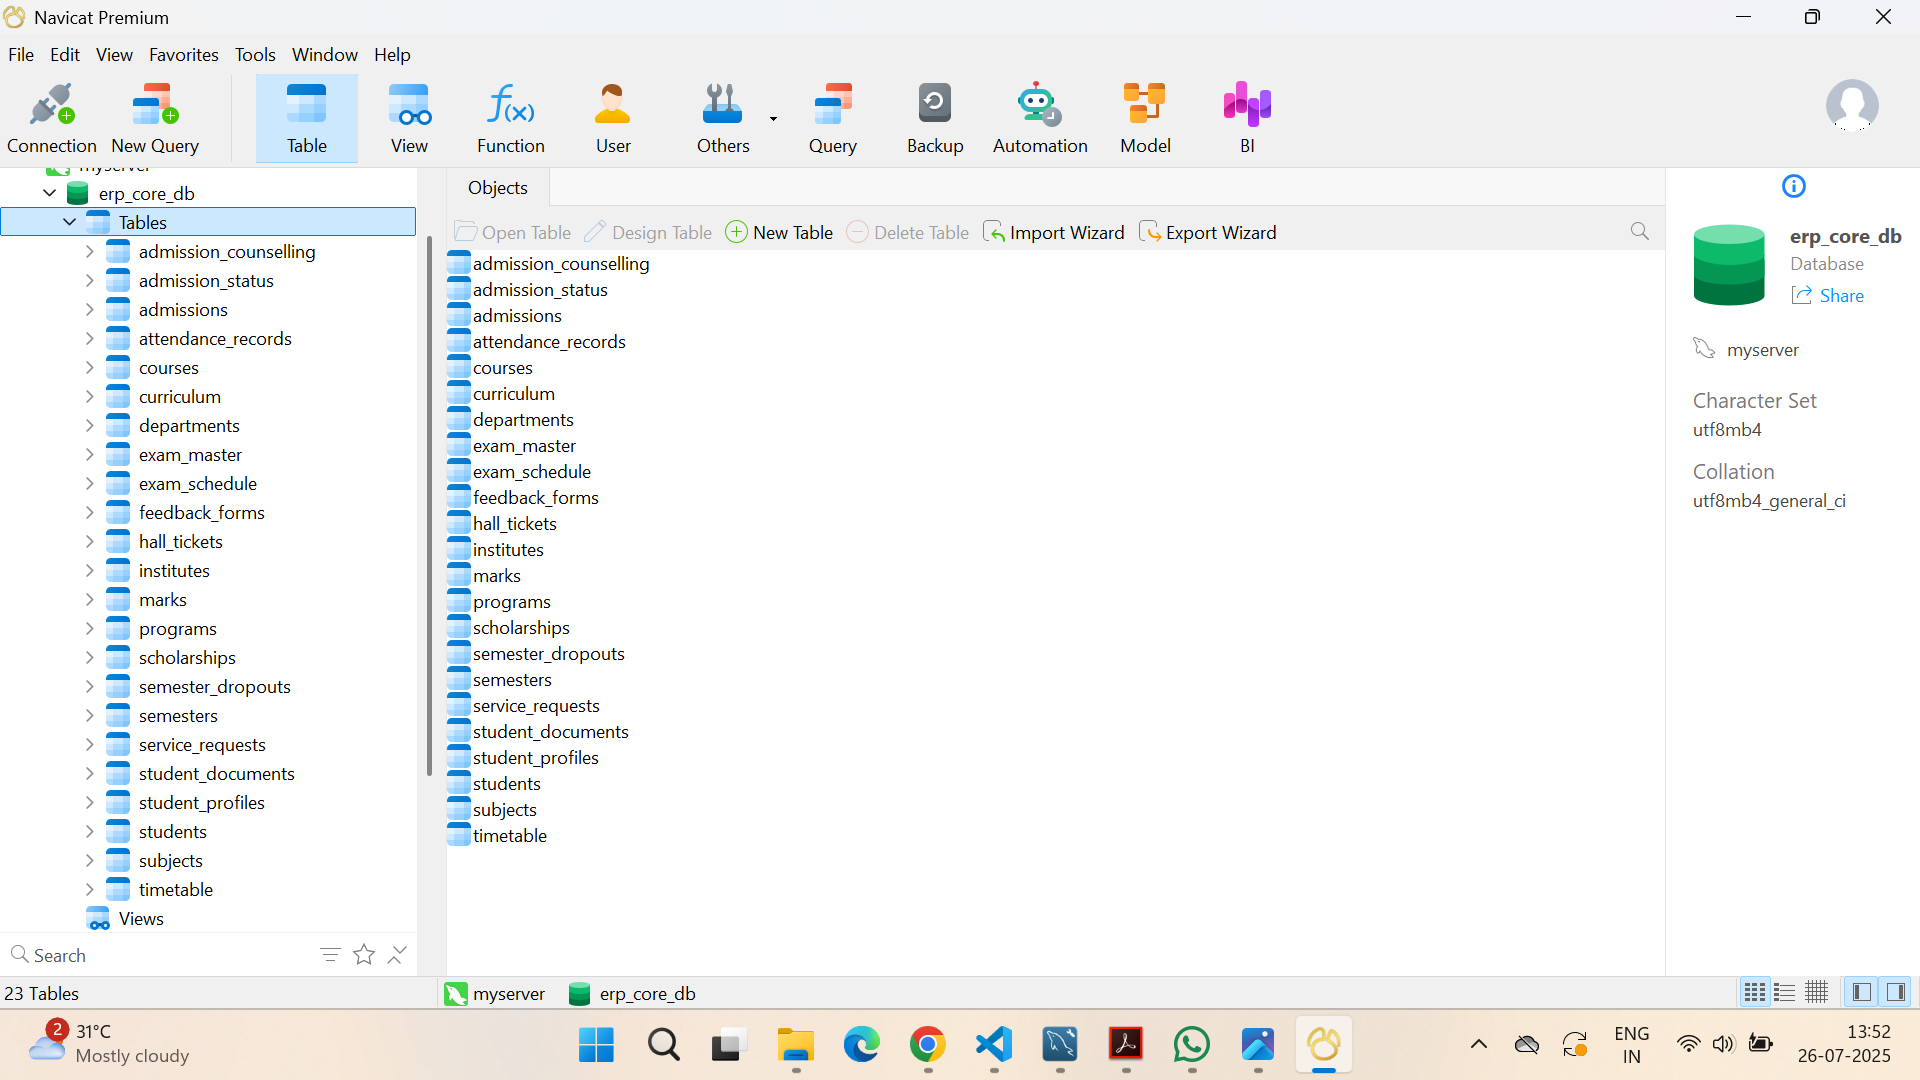 Navicat Premium
File Edit View Favorites Tools Window Help
Connection New Query Table View Function User Others Query Backup Automation Model BI
myserver
erp_core_db
Tables
admission_counselling
admission_status
admissions
attendance_records
courses
curriculum
departments
exam_master
exam_schedule
feedback_forms
hall_tickets
institutes
marks
programs
scholarships
semester_dropouts
semesters
service_requests
student_documents
student_profiles
students
subjects
timetable
Views
Search
Objects
Open Table Design Table New Table Delete Table Import Wizard Export Wizard
admission_counselling
admission_status
admissions
attendance_records
courses
curriculum
departments
exam_master
exam_schedule
feedback_forms
hall_tickets
institutes
marks
programs
scholarships
semester_dropouts
semesters
service_requests
student_documents
student_profiles
students
subjects
timetable
erp_core_db
Database
Share
myserver
Character Set
utf8mb4
Collation
utf8mb4_general_ci
23 Tables myserver erp_core_db
2
31°C
Mostly cloudy
ENG
IN
13:52
26-07-2025